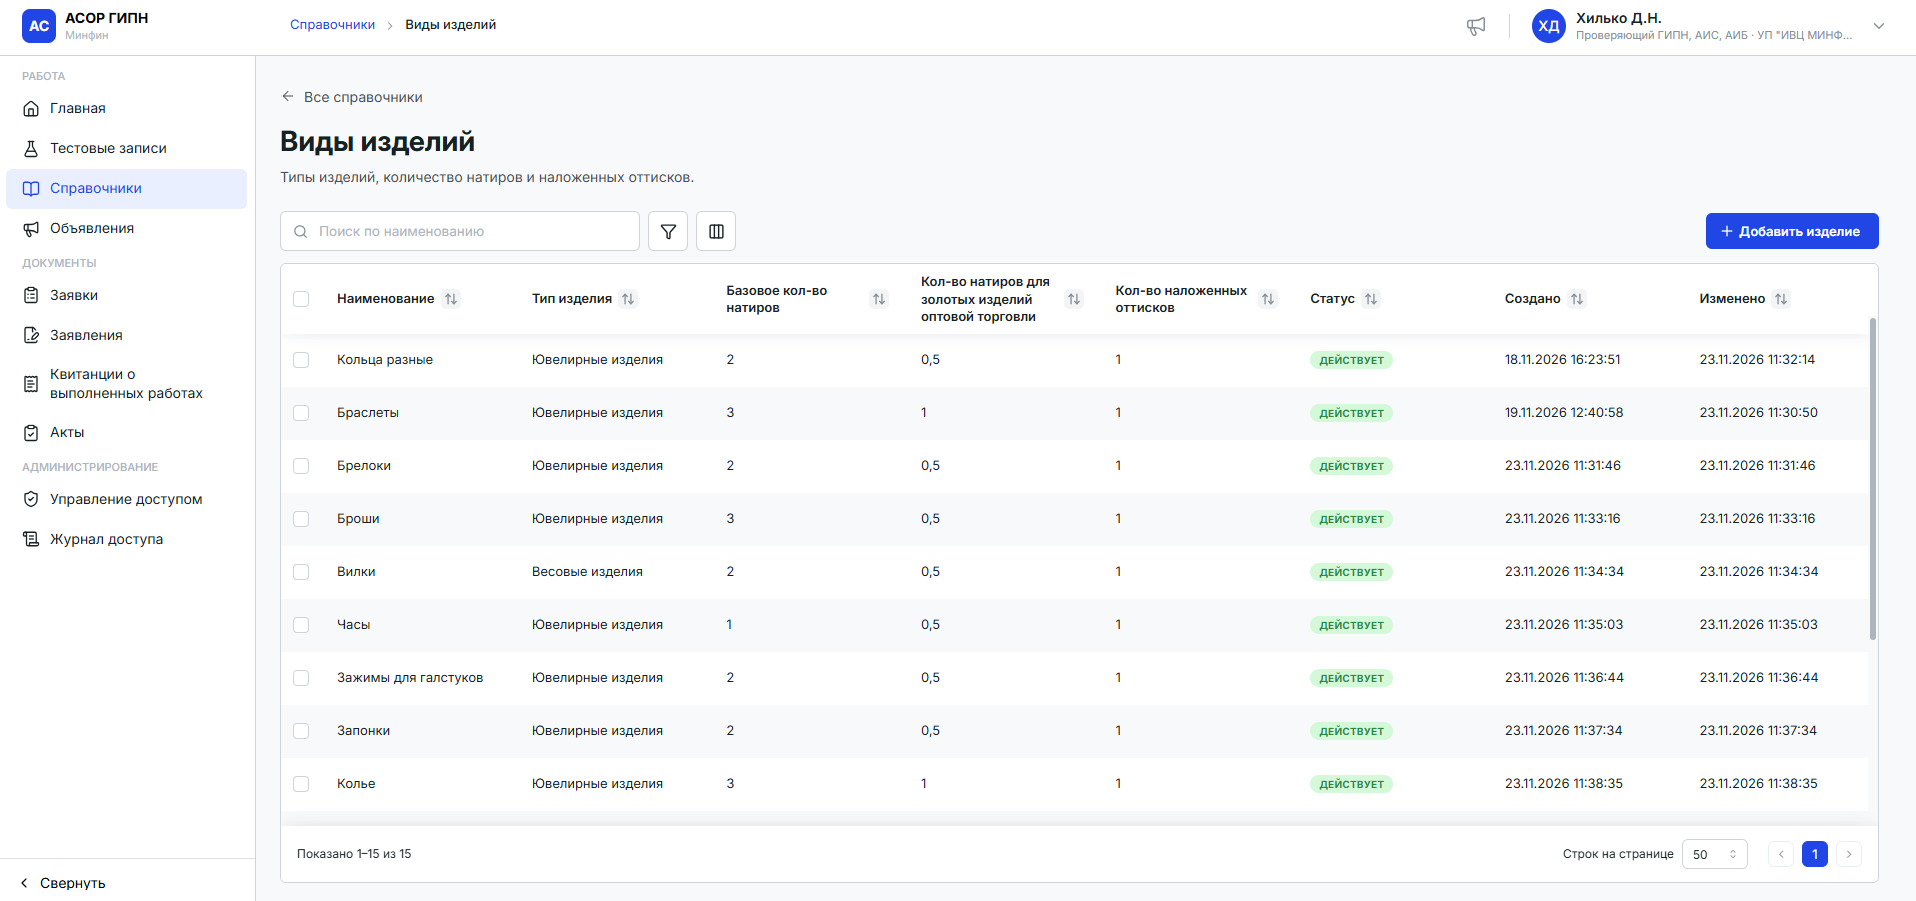 АС
АСОР ГИПН
Минфин
Справочники
Виды изделий
ХД
Хилько Д.Н.
Проверяющий ГИПН, АИС, АИБ · УП "ИВЦ МИНФ...
РАБОТА
Главная
Тестовые записи
Справочники
Объявления
ДОКУМЕНТЫ
Заявки
Заявления
Квитанции о
выполненных работах
Акты
АДМИНИСТРИРОВАНИЕ
Управление доступом
Журнал доступа
Свернуть
Все справочники
Виды изделий
Типы изделий, количество натиров и наложенных оттисков.
Поиск по наименованию
+ Добавить изделие
Наименование
Тип изделия
Базовое кол-во
натиров
Кол-во натиров для
золотых изделий
оптовой торговли
Кол-во наложенных
оттисков
Статус
Создано
Изменено
Кольца разные Ювелирные изделия 2 0,5 1 ДЕЙСТВУЕТ 18.11.2026 16:23:51 23.11.2026 11:32:14
Браслеты Ювелирные изделия 3 1 1 ДЕЙСТВУЕТ 19.11.2026 12:40:58 23.11.2026 11:30:50
Брелоки Ювелирные изделия 2 0,5 1 ДЕЙСТВУЕТ 23.11.2026 11:31:46 23.11.2026 11:31:46
Броши Ювелирные изделия 3 0,5 1 ДЕЙСТВУЕТ 23.11.2026 11:33:16 23.11.2026 11:33:16
Вилки Весовые изделия 2 0,5 1 ДЕЙСТВУЕТ 23.11.2026 11:34:34 23.11.2026 11:34:34
Часы Ювелирные изделия 1 0,5 1 ДЕЙСТВУЕТ 23.11.2026 11:35:03 23.11.2026 11:35:03
Зажимы для галстуков Ювелирные изделия 2 0,5 1 ДЕЙСТВУЕТ 23.11.2026 11:36:44 23.11.2026 11:36:44
Запонки Ювелирные изделия 2 0,5 1 ДЕЙСТВУЕТ 23.11.2026 11:37:34 23.11.2026 11:37:34
Колье Ювелирные изделия 3 1 1 ДЕЙСТВУЕТ 23.11.2026 11:38:35 23.11.2026 11:38:35
Показано 1–15 из 15
Строк на странице 50
1